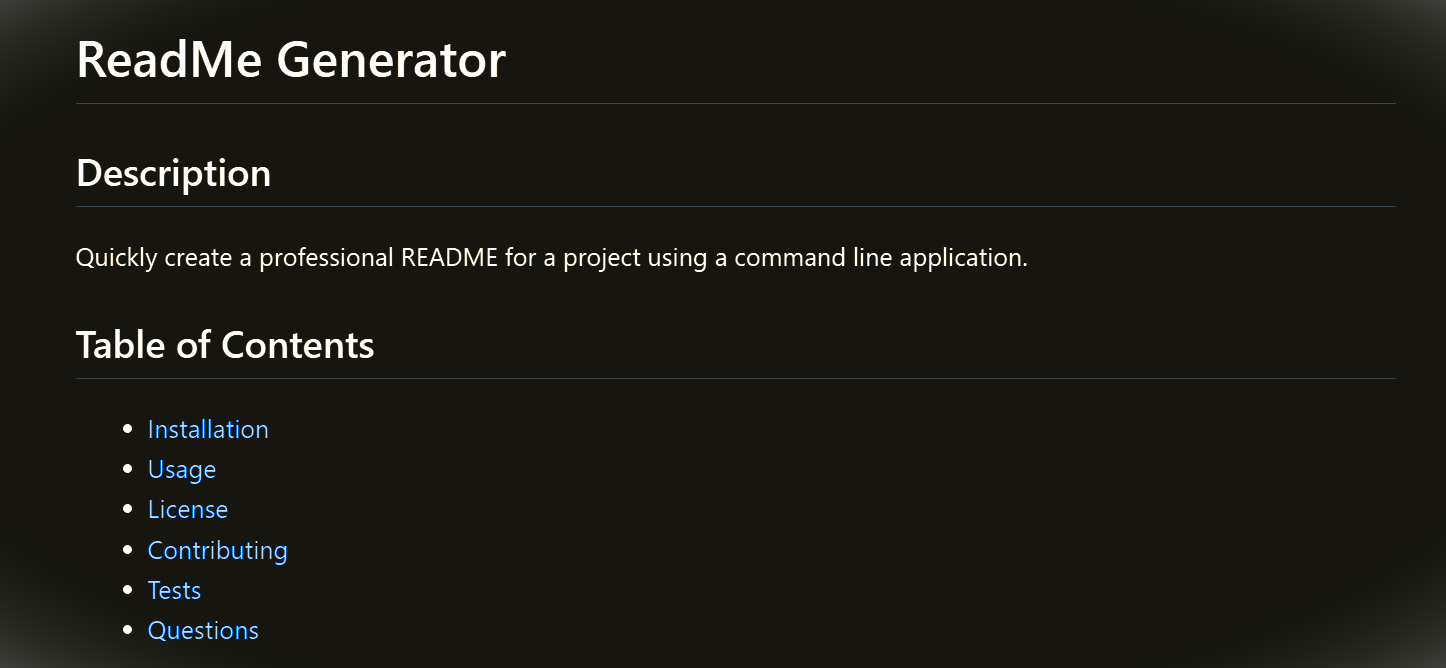 ReadMe Generator
Description
Quickly create a professional README for a project using a command line application.
Table of Contents
Installation
Usage
License
Contributing
Tests
Questions